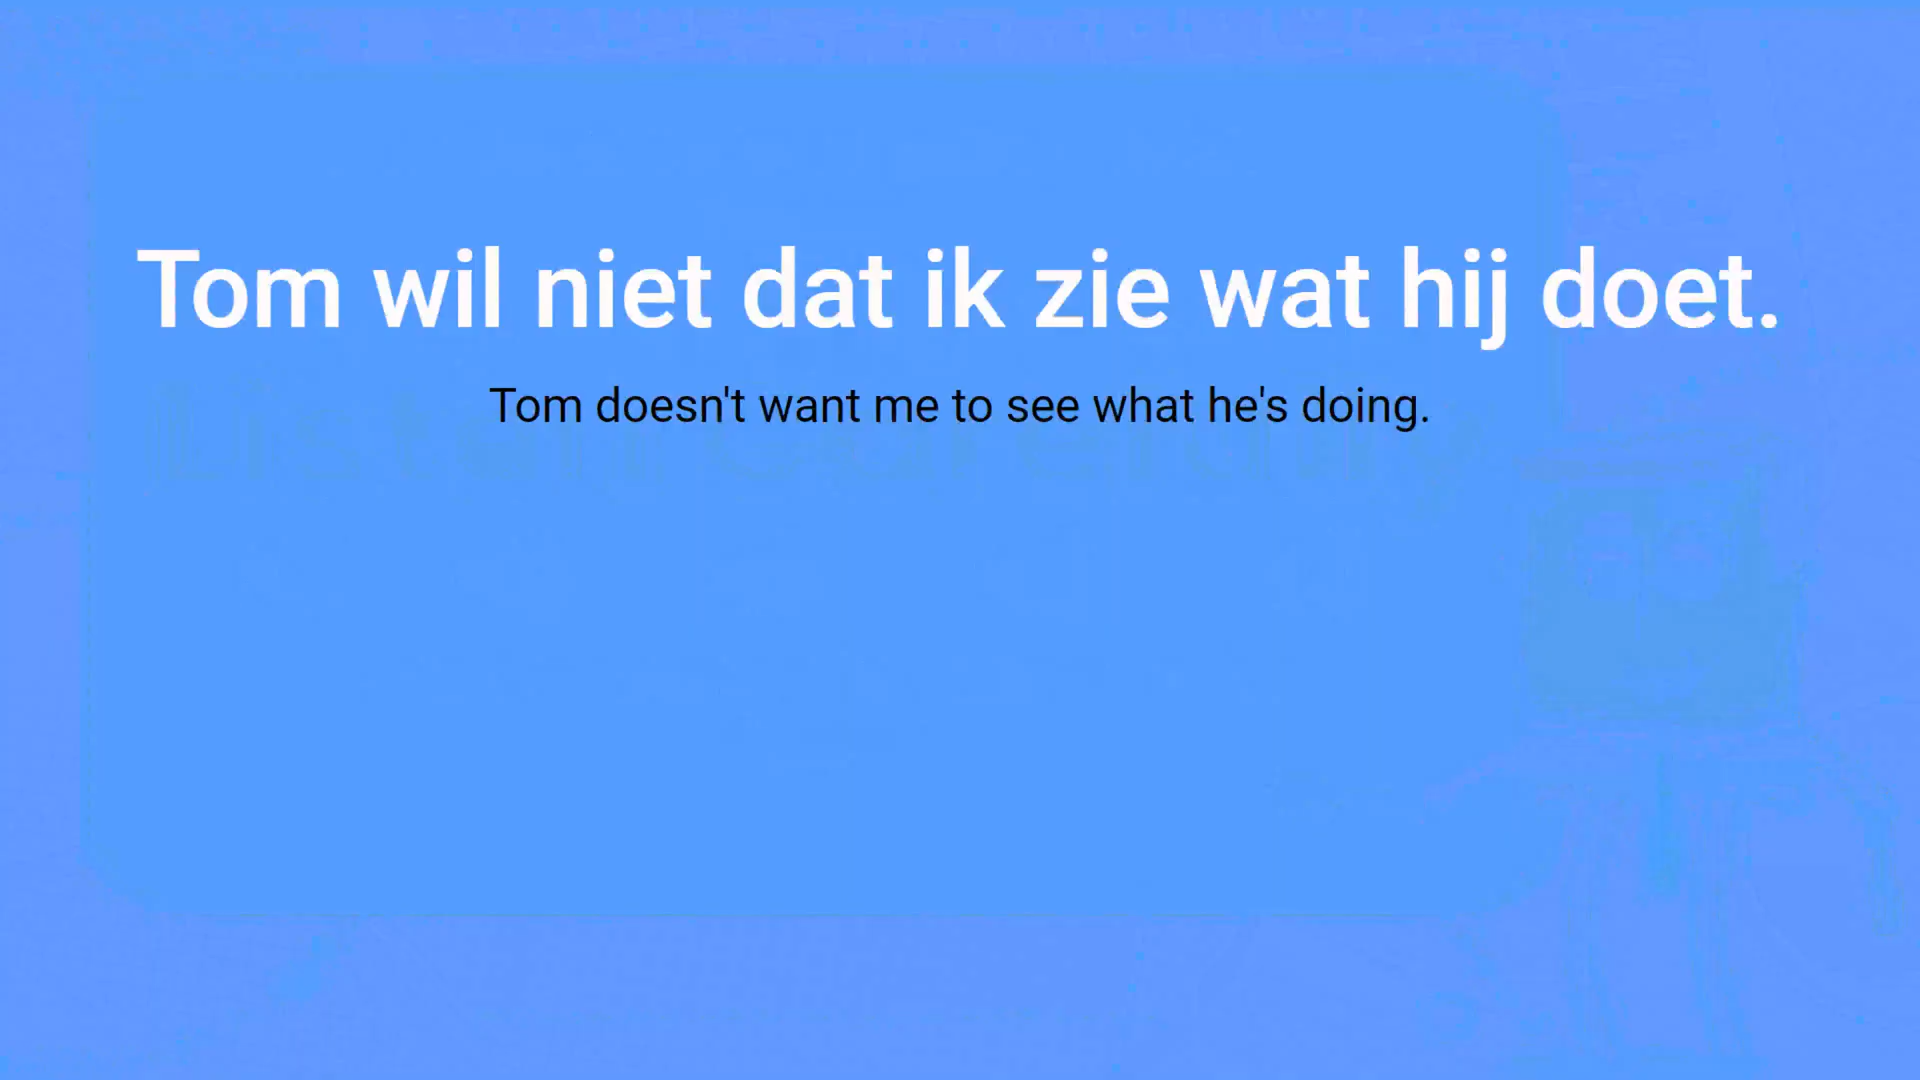 Tom wil niet dat ik zie wat hij doet.
Tom doesn't want me to see what he's doing.